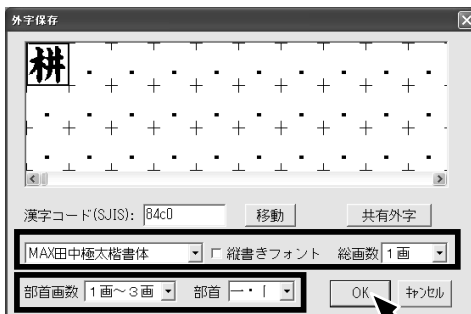 外字保存
栟
漢字コード(SJIS): 84c0 移動 共有外字
MAX田中極太楷書体 縦書きフォント 総画数 1画
部首画数 1画～3画 部首 一・丨
OK ｷｬﾝｾﾙ